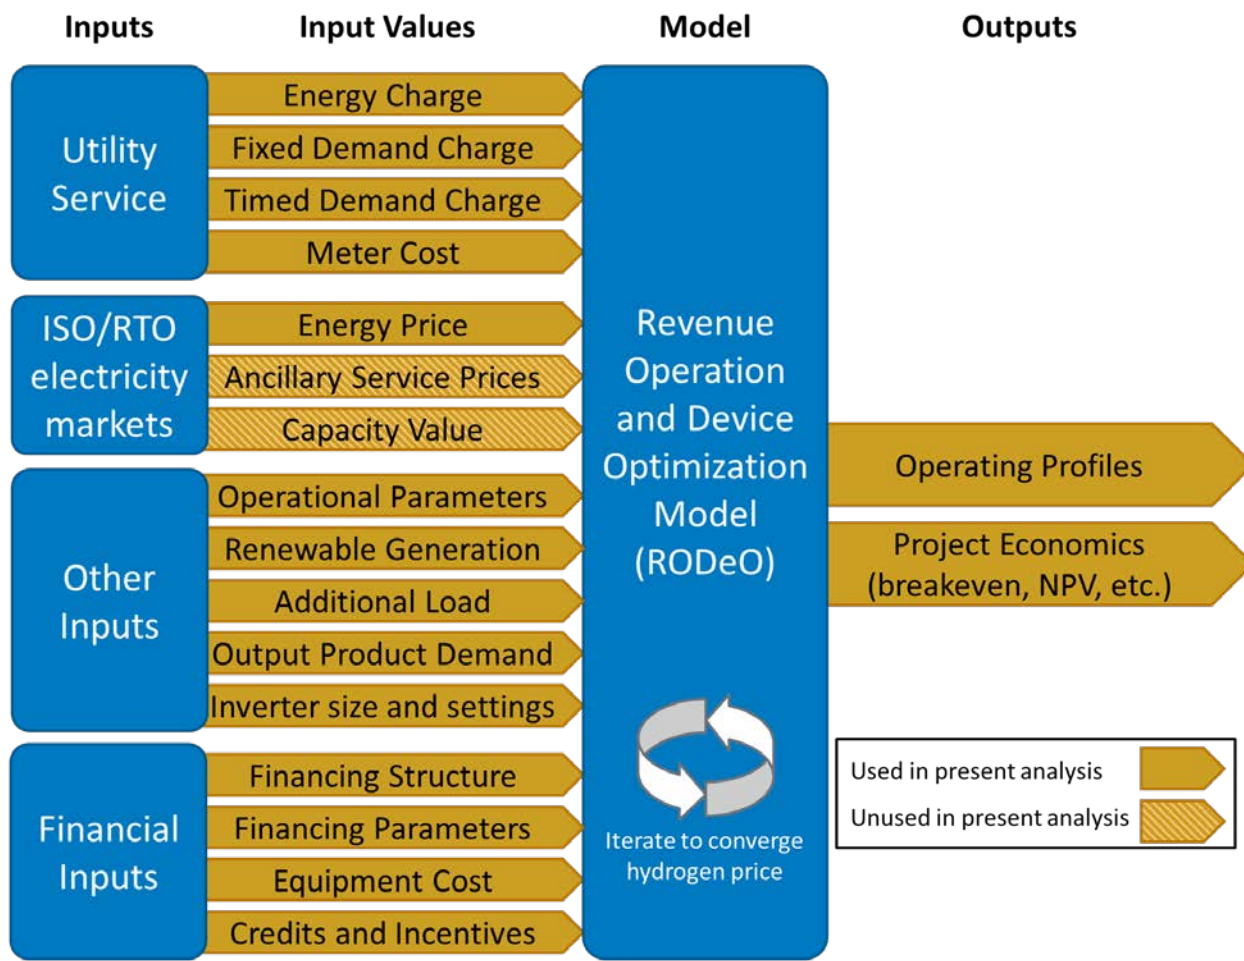 Inputs
Input Values
Model
Outputs
Utility
Service
Energy Charge
Fixed Demand Charge
Timed Demand Charge
Meter Cost
ISO/RTO
electricity
markets
Energy Price
Ancillary Service Prices
Capacity Value
Other
Inputs
Operational Parameters
Renewable Generation
Additional Load
Output Product Demand
Inverter size and settings
Financial
Inputs
Financing Structure
Financing Parameters
Equipment Cost
Credits and Incentives
Revenue
Operation
and Device
Optimization
Model
(RODeO)
Iterate to converge
hydrogen price
Operating Profiles
Project Economics
(breakeven, NPV, etc.)
Used in present analysis
Unused in present analysis